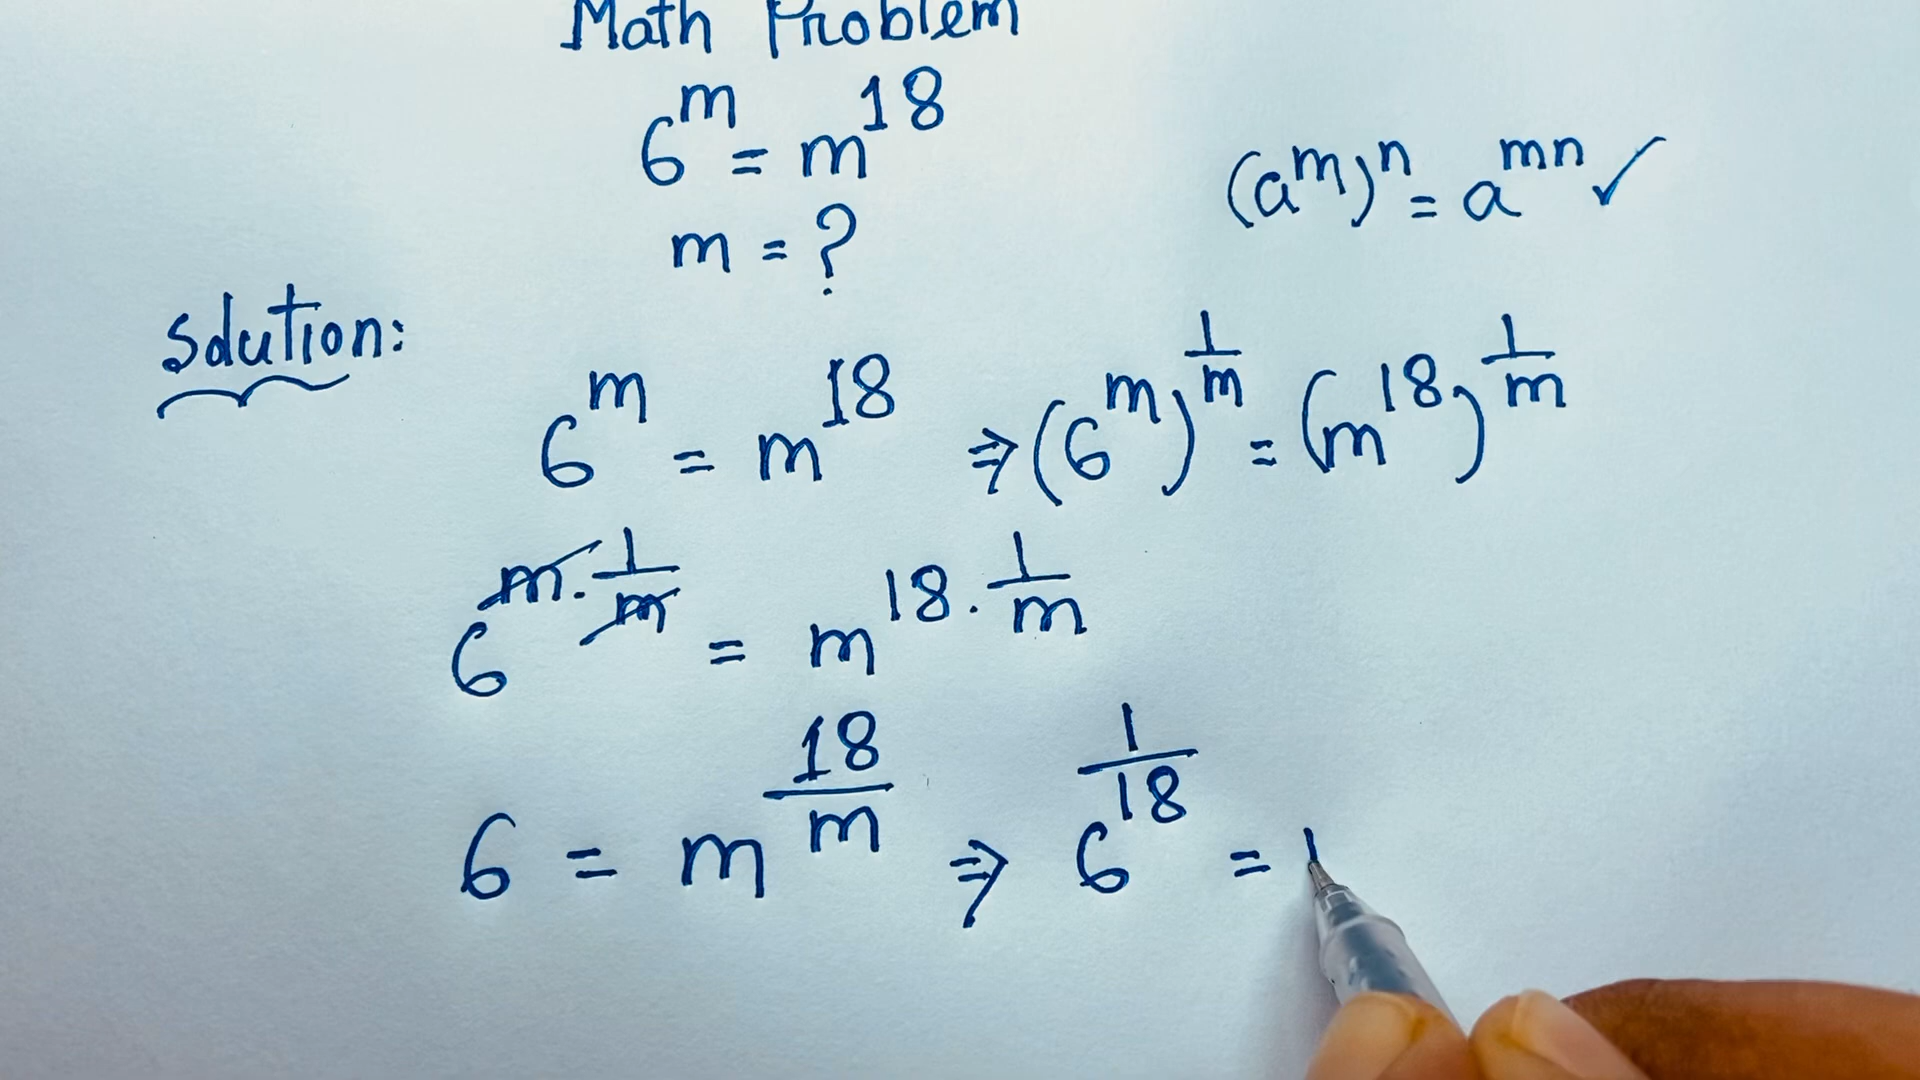 Math Problem
6^m = m^18
m = ?
(a^m)^n = a^mn ✓
Solution:
6^m = m^18 ⇒ (6^m)^(1/m) = (m^18)^(1/m)
6^(m·1/m) = m^(18·1/m)
6 = m^(18/m) ⇒ 6^(1/18) =